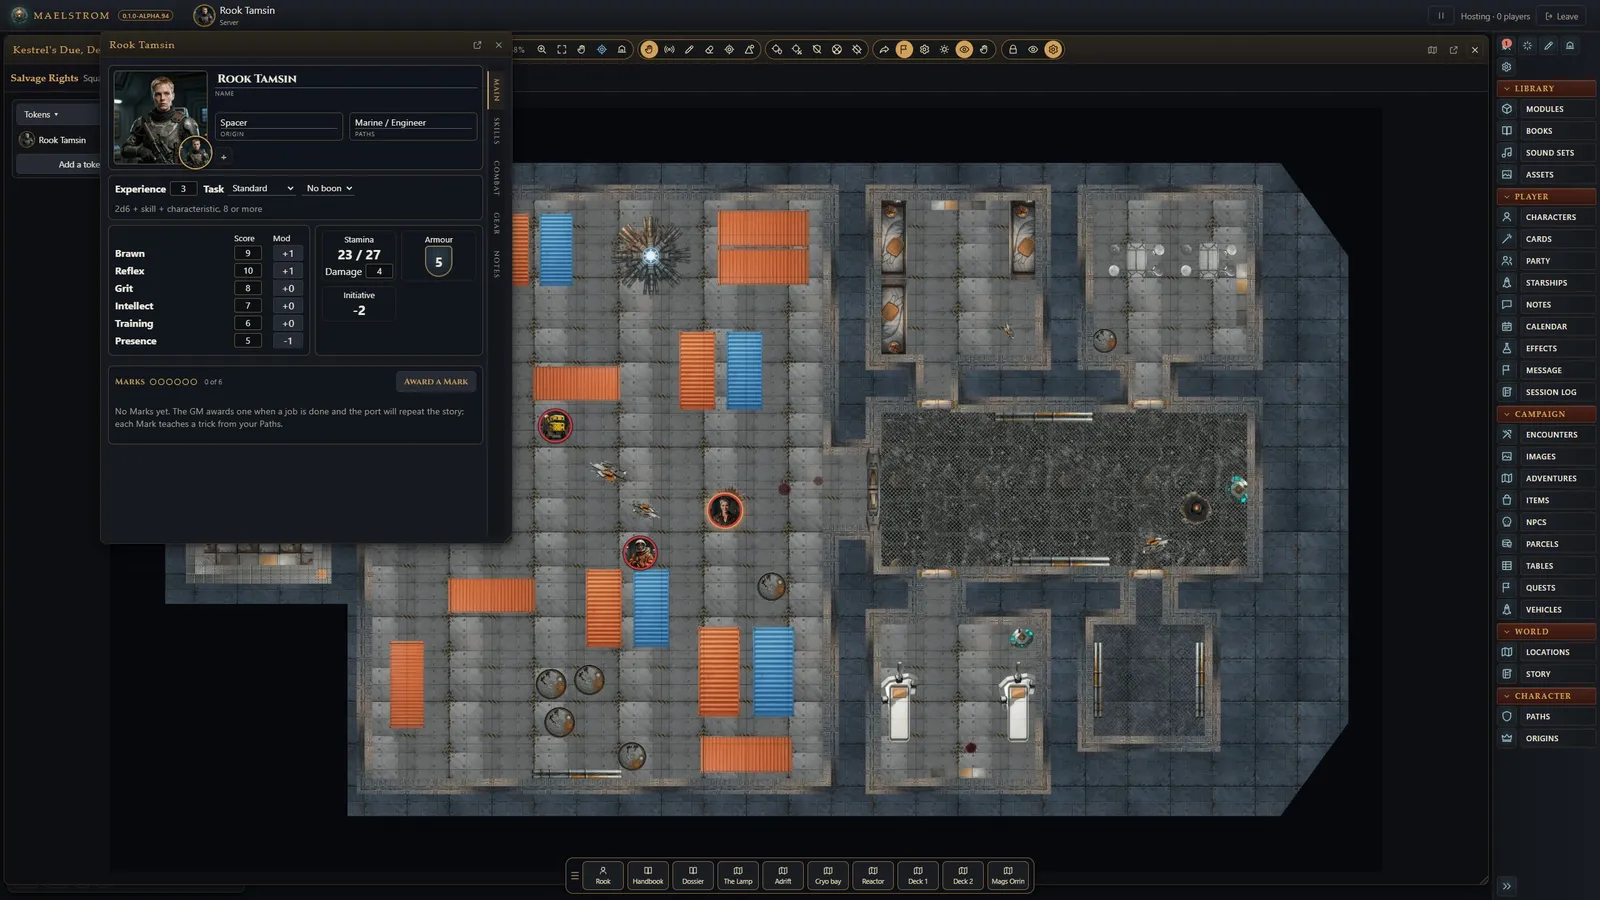 MAELSTROM
0.1.0-ALPHA.94
Rook Tamsin
Server
Hosting · 0 players
Leave
Kestrel's Due, De
Rook Tamsin
8%
Salvage Rights Squa
Tokens
Rook Tamsin
Add a toke
ROOK TAMSIN
NAME
Spacer
ORIGIN
Marine / Engineer
PATHS
+
MAIN
SKILLS
COMBAT
GEAR
NOTES
Experience 3 Task Standard No boon
2d6 + skill + characteristic, 8 or more
Score Mod
Brawn 9 +1
Reflex 10 +1
Grit 8 +0
Intellect 7 +0
Training 6 +0
Presence 5 -1
Stamina
23 / 27
Damage 4
Armour
5
Initiative
-2
MARKS 0 of 6
AWARD A MARK
No Marks yet. The GM awards one when a job is done and the port will repeat the story;
each Mark teaches a trick from your Paths.
1
LIBRARY
MODULES
BOOKS
SOUND SETS
ASSETS
PLAYER
CHARACTERS
CARDS
PARTY
STARSHIPS
NOTES
CALENDAR
EFFECTS
MESSAGE
SESSION LOG
CAMPAIGN
ENCOUNTERS
IMAGES
ADVENTURES
ITEMS
NPCS
PARCELS
TABLES
QUESTS
VEHICLES
WORLD
LOCATIONS
STORY
CHARACTER
PATHS
ORIGINS
Rook
Handbook
Dossier
The Lamp
Adrift
Cryo bay
Reactor
Deck 1
Deck 2
Mags Orrin